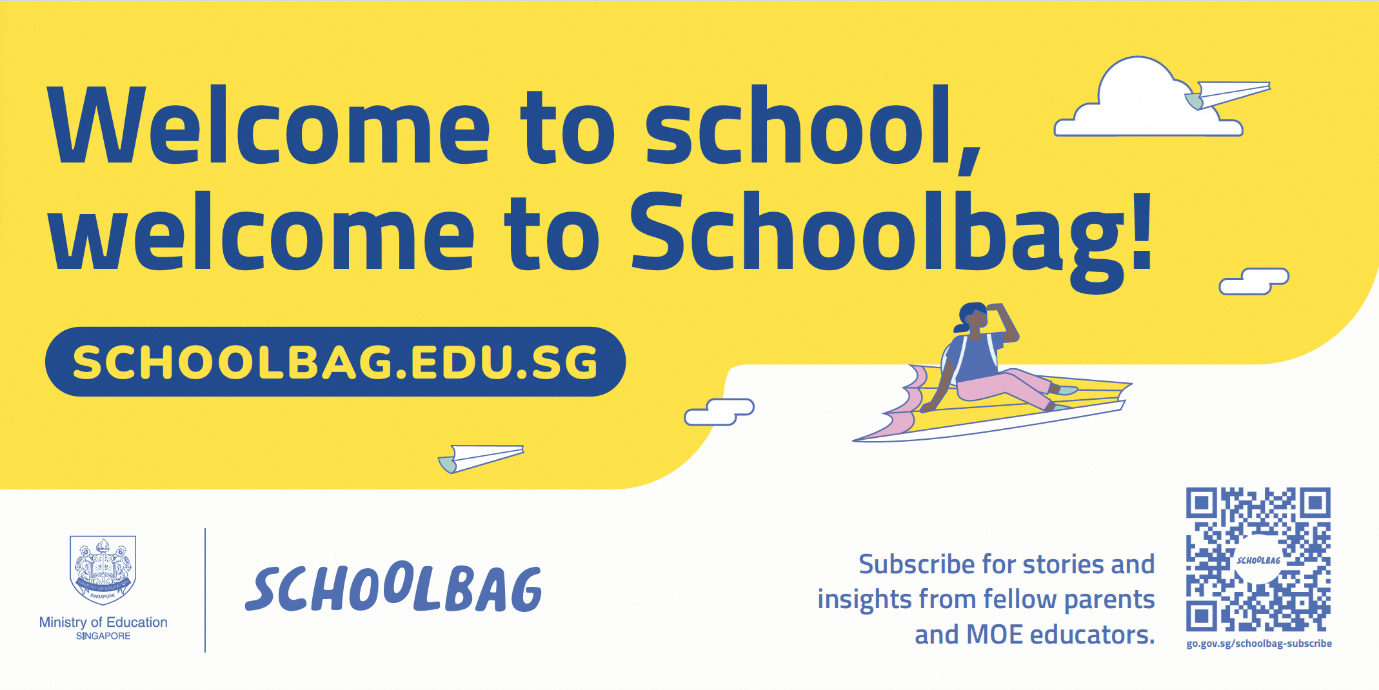 Welcome to school,
welcome to Schoolbag!
SCHOOLBAG.EDU.SG
Ministry of Education
SINGAPORE
SCHOOLBAG
Subscribe for stories and
insights from fellow parents
and MOE educators.
SCHOOLBAG
go.gov.sg/schoolbag-subscribe